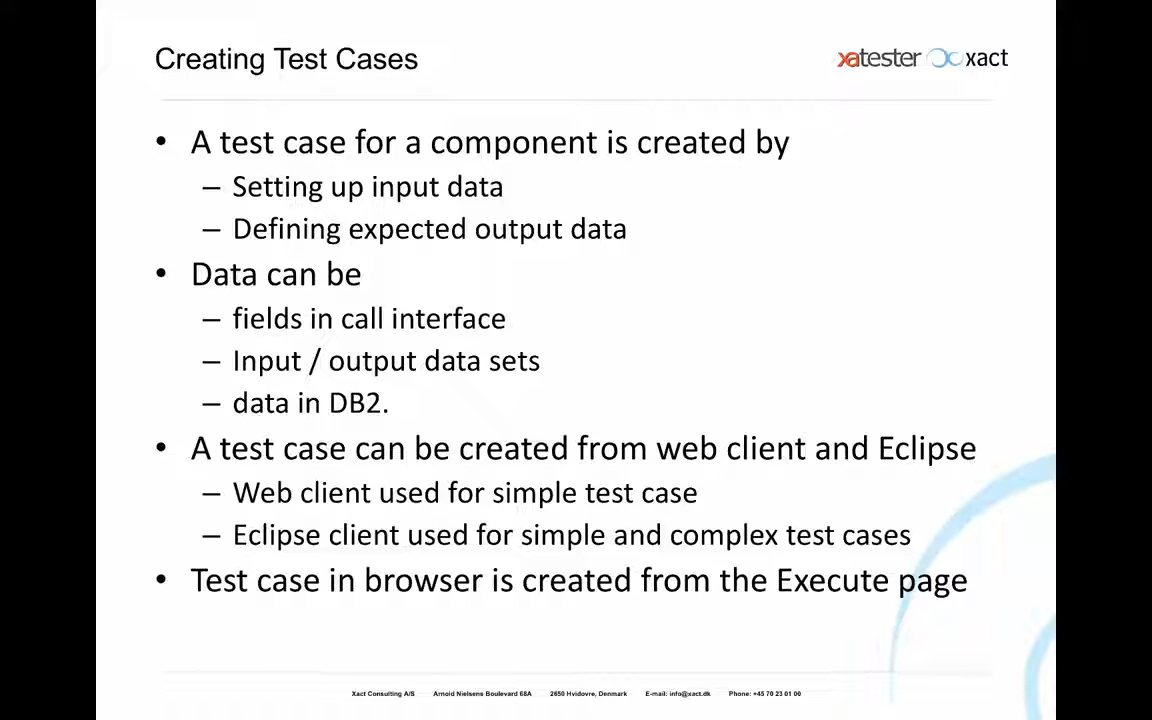 Creating Test Cases
xatester xact
• A test case for a component is created by
– Setting up input data
– Defining expected output data
• Data can be
– fields in call interface
– Input / output data sets
– data in DB2.
• A test case can be created from web client and Eclipse
– Web client used for simple test case
– Eclipse client used for simple and complex test cases
• Test case in browser is created from the Execute page
Xact Consulting A/S Arnold Nielsens Boulevard 68A 2650 Hvidovre, Denmark E-mail: info@xact.dk Phone: +45 70 23 01 00